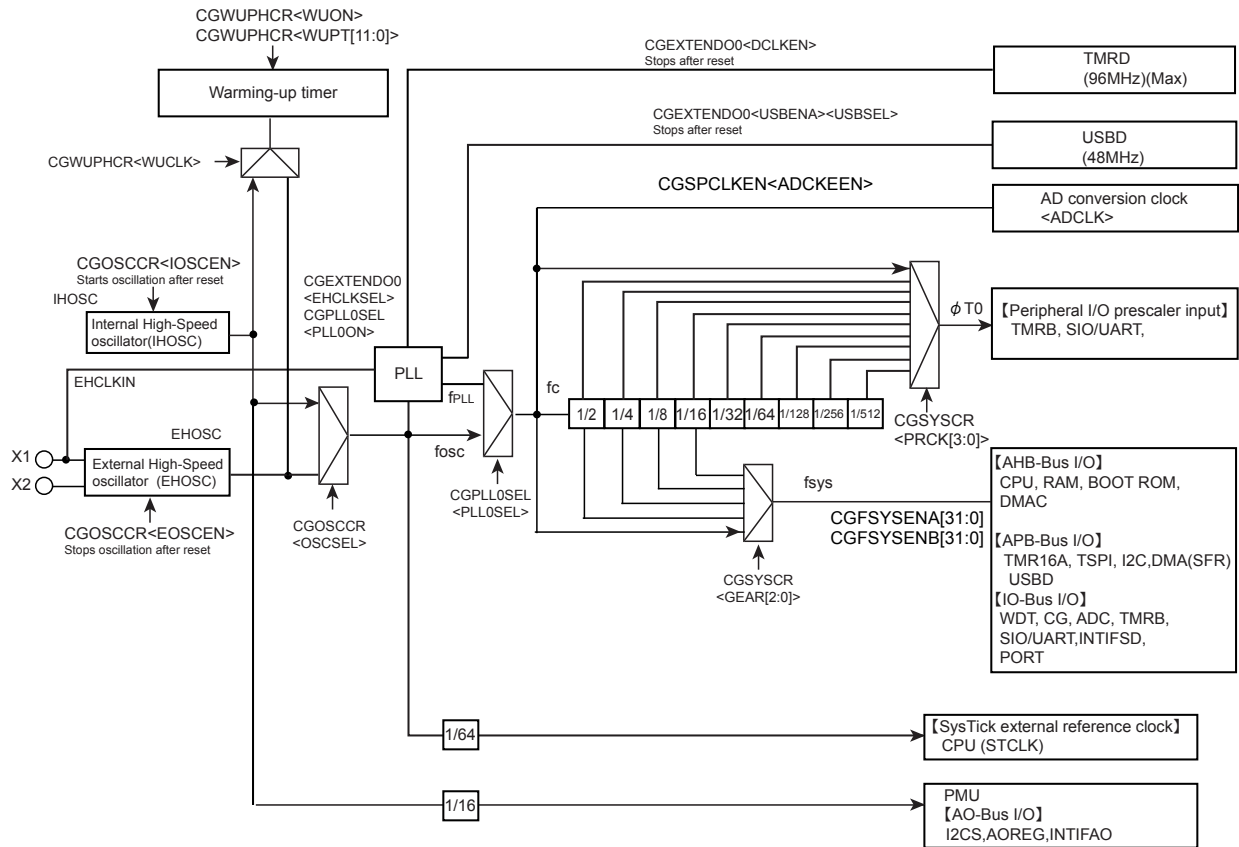 CGWUPHCR<WUON>
CGWUPHCR<WUPT[11:0]>
Warming-up timer
CGWUPHCR<WUCLK>
CGEXTENDO0<DCLKEN>
Stops after reset
TMRD
(96MHz)(Max)
CGEXTENDO0<USBENA><USBSEL>
Stops after reset
USBD
(48MHz)
CGSPCLKEN<ADCKEEN>
AD conversion clock
<ADCLK>
CGOSCCR<IOSCEN>
Starts oscillation after reset
IHOSC
Internal High-Speed
oscillator(IHOSC)
CGEXTENDO0
<EHCLKSEL>
CGPLL0SEL
<PLL0ON>
PLL
EHCLKIN
fPLL
fosc
fc
1/2
1/4
1/8
1/16
1/32
1/64
1/128
1/256
1/512
ϕ T0
【Peripheral I/O prescaler input】
TMRB, SIO/UART,
CGSYSCR
<PRCK[3:0]>
X1
X2
EHOSC
External High-Speed
oscillator (EHOSC)
CGOSCCR<EOSCEN>
Stops oscillation after reset
CGOSCCR
<OSCSEL>
CGPLL0SEL
<PLL0SEL>
fsys
CGFSYSENA[31:0]
CGFSYSENB[31:0]
CGSYSCR
<GEAR[2:0]>
【AHB-Bus I/O】
CPU, RAM, BOOT ROM,
DMAC
【APB-Bus I/O】
TMR16A, TSPI, I2C,DMA(SFR)
USBD
【IO-Bus I/O】
WDT, CG, ADC, TMRB,
SIO/UART,INTIFSD,
PORT
1/64
【SysTick external reference clock】
CPU (STCLK)
1/16
PMU
【AO-Bus I/O】
I2CS,AOREG,INTIFAO